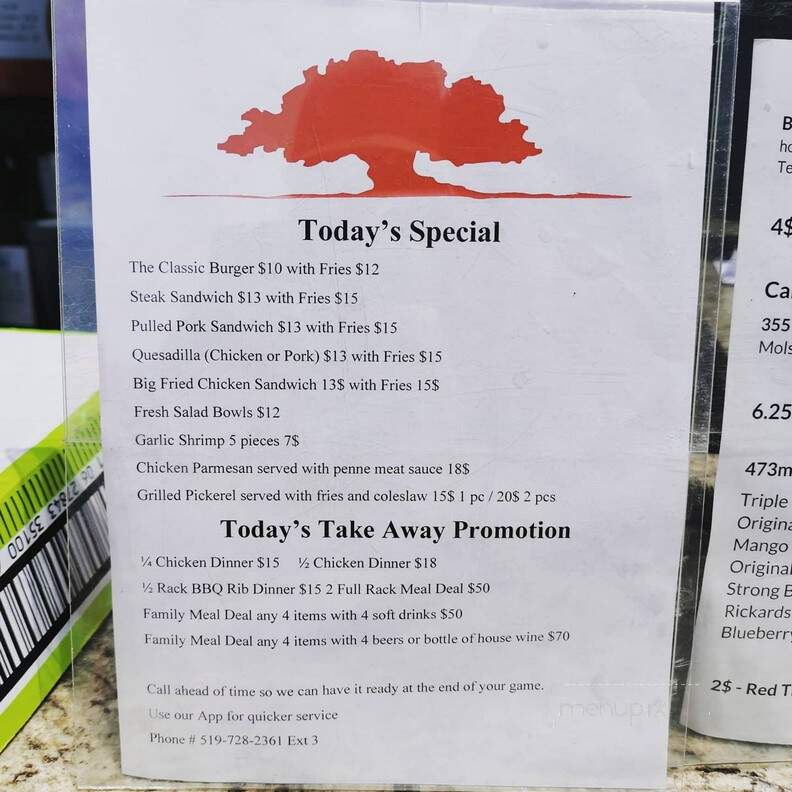 Today's Special
The Classic Burger $10 with Fries $12
Steak Sandwich $13 with Fries $15
Pulled Pork Sandwich $13 with Fries $15
Quesadilla (Chicken or Pork) $13 with Fries $15
Big Fried Chicken Sandwich 13$ with Fries 15$
Fresh Salad Bowls $12
Garlic Shrimp 5 pieces 7$
Chicken Parmesan served with penne meat sauce 18$
Grilled Pickerel served with fries and coleslaw 15$ 1 pc / 20$ 2 pcs
Today's Take Away Promotion
¼ Chicken Dinner $15 ½ Chicken Dinner $18
½ Rack BBQ Rib Dinner $15 2 Full Rack Meal Deal $50
Family Meal Deal any 4 items with 4 soft drinks $50
Family Meal Deal any 4 items with 4 beers or bottle of house wine $70
Call ahead of time so we can have it ready at the end of your game.
Use our App for quicker service
Phone # 519-728-2361 Ext 3
menupix
4$
355
6.25
473m
Triple
Origina
Mango
Original
Strong B
Rickards
Blueberry
2$ - Red T